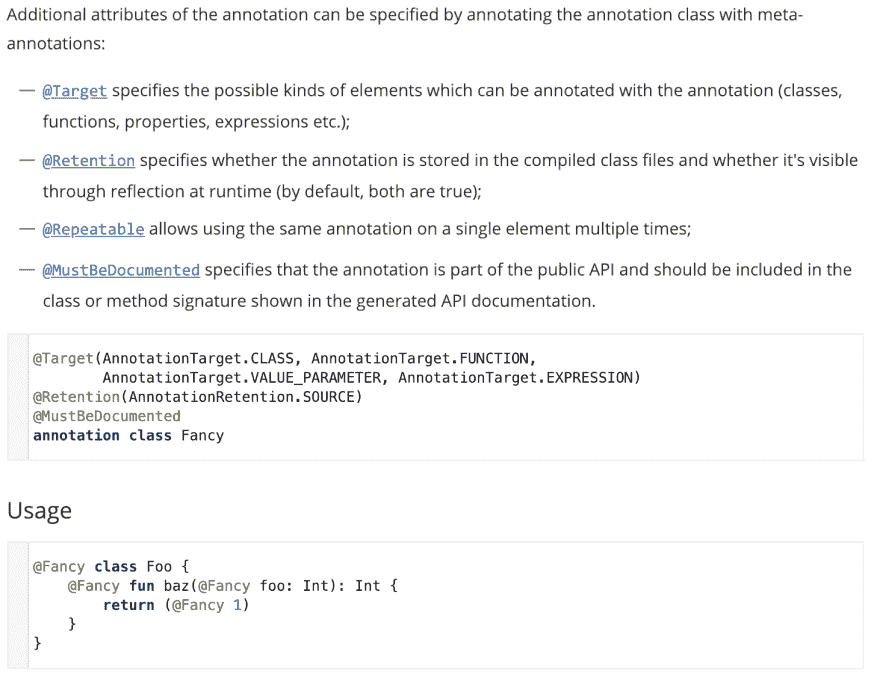 Additional attributes of the annotation can be specified by annotating the annotation class with meta-
annotations:
— @Target specifies the possible kinds of elements which can be annotated with the annotation (classes,
functions, properties, expressions etc.);
— @Retention specifies whether the annotation is stored in the compiled class files and whether it's visible
through reflection at runtime (by default, both are true);
— @Repeatable allows using the same annotation on a single element multiple times;
— @MustBeDocumented specifies that the annotation is part of the public API and should be included in the
class or method signature shown in the generated API documentation.
@Target(AnnotationTarget.CLASS, AnnotationTarget.FUNCTION,
        AnnotationTarget.VALUE_PARAMETER, AnnotationTarget.EXPRESSION)
@Retention(AnnotationRetention.SOURCE)
@MustBeDocumented
annotation class Fancy
Usage
@Fancy class Foo {
    @Fancy fun baz(@Fancy foo: Int): Int {
        return (@Fancy 1)
    }
}